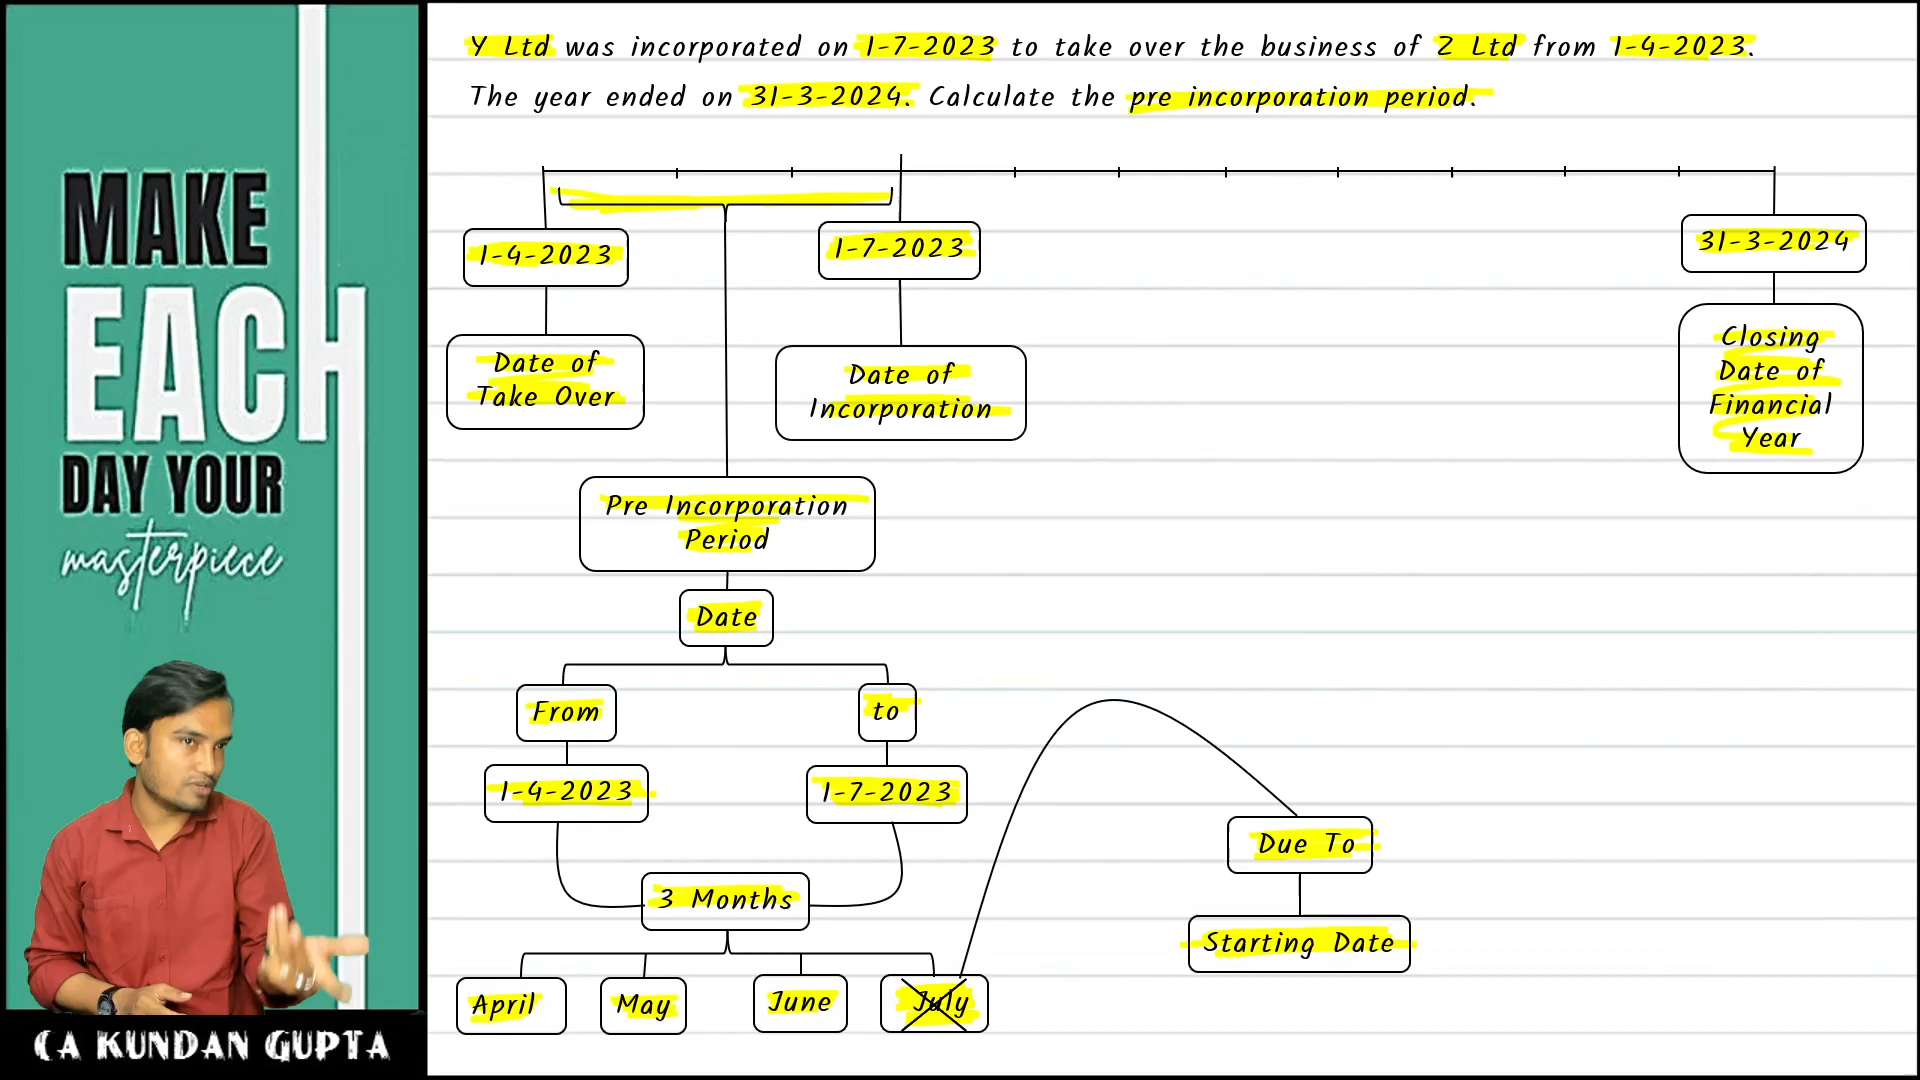 MAKE
EACH
DAY YOUR
masterpiece
CA KUNDAN GUPTA
Y Ltd was incorporated on 1-7-2023 to take over the business of Z Ltd from 1-4-2023.
The year ended on 31-3-2024. Calculate the pre incorporation period.
1-4-2023
1-7-2023
31-3-2024
Date of
Take Over
Date of
Incorporation
Closing
Date of
Financial
Year
Pre Incorporation
Period
Date
From
to
1-4-2023
1-7-2023
3 Months
April
May
June
July
Due To
Starting Date